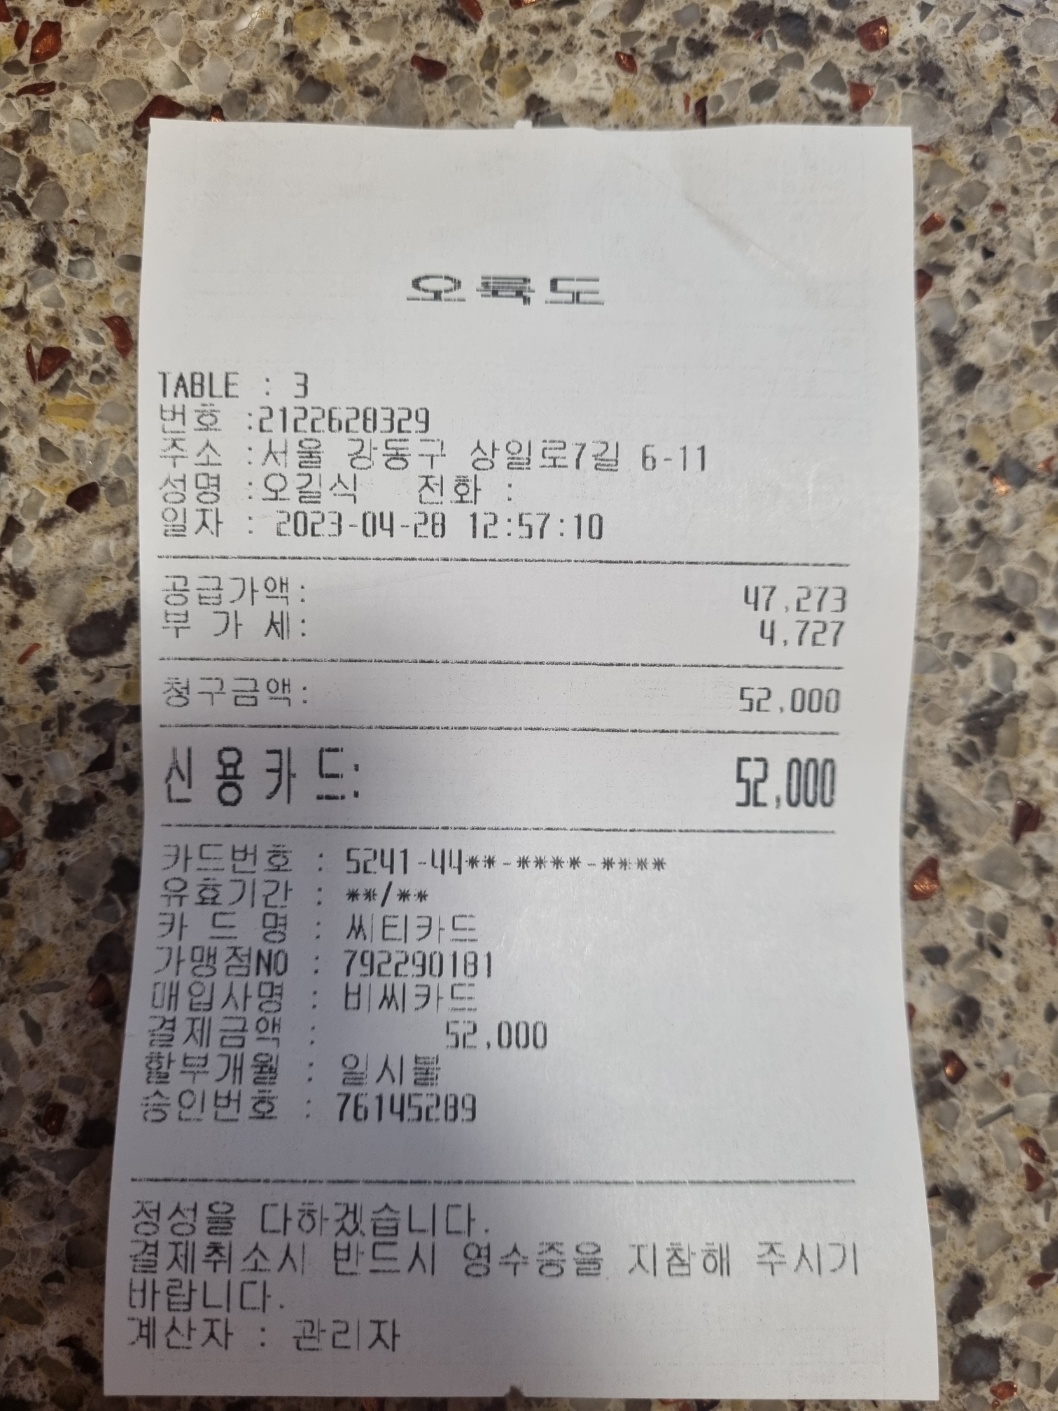 오륙도
TABLE : 3
번호 :2122628329
주소 :서울 강동구 상일로7길 6-11
성명 :오길식 전화 :
일자 : 2023-04-28 12:57:10
공급가액: 47,273
부 가 세: 4,727
청구금액: 52,000
신용카드: 52,000
카드번호 : 5241-44**-****-****
유효기간 : **/**
카 드 명 : 씨티카드
가맹점NO : 792290181
매입사명 : 비씨카드
결제금액 : 52,000
할부개월 : 일시불
승인번호 : 76145289
정성을 다하겠습니다.
결제취소시 반드시 영수증을 지참해 주시기
바랍니다.
계산자 : 관리자